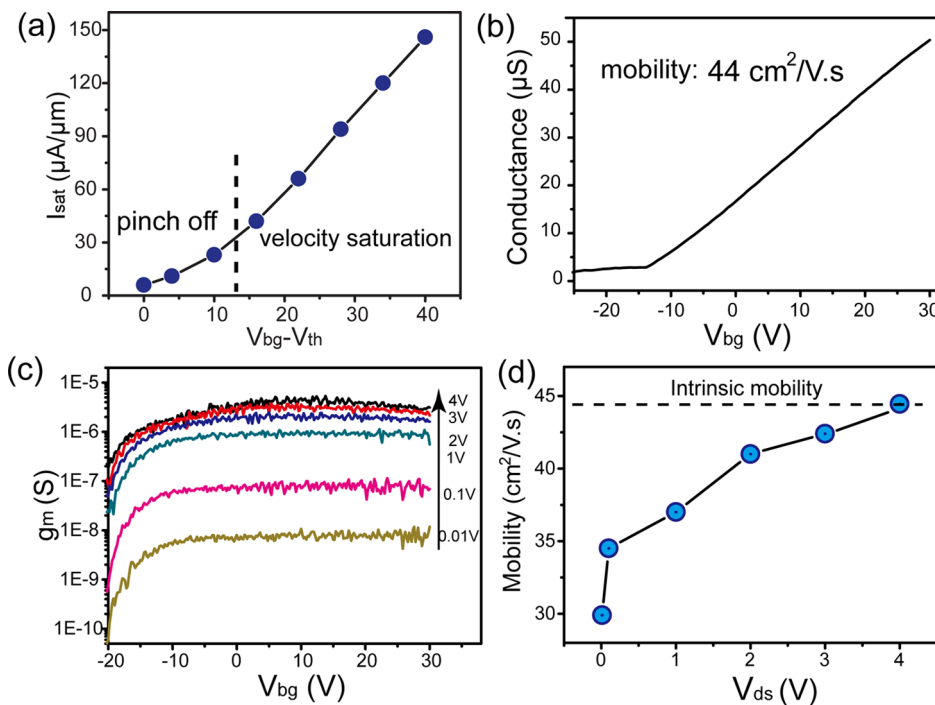 (a)
150
120
90
60
30
0
Isat (µA/µm)
pinch off
velocity saturation
0 10 20 30 40
Vbg-Vth
(b)
50
40
30
20
10
0
Conductance (µS)
mobility: 44 cm²/V.s
-20 -10 0 10 20 30
Vbg (V)
(c)
1E-5
1E-6
1E-7
1E-8
1E-9
1E-10
gm (S)
4V
3V
2V
1V
0.1V
0.01V
-20 -10 0 10 20 30
Vbg (V)
(d)
45
40
35
30
Mobility (cm²/V.s)
Intrinsic mobility
0 1 2 3 4
Vds (V)